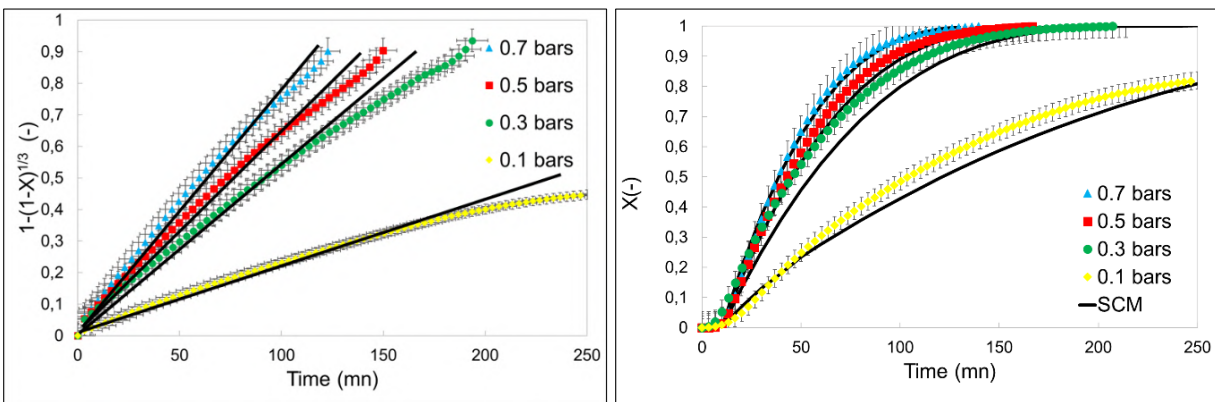 1-(1-X)^1/3 (-)
1
0,9
0,8
0,7
0,6
0,5
0,4
0,3
0,2
0,1
0
0 50 100 150 200 250
Time (mn)
0.7 bars
0.5 bars
0.3 bars
0.1 bars
X(-)
1
0,9
0,8
0,7
0,6
0,5
0,4
0,3
0,2
0,1
0
0 50 100 150 200 250
Time (mn)
0.7 bars
0.5 bars
0.3 bars
0.1 bars
SCM